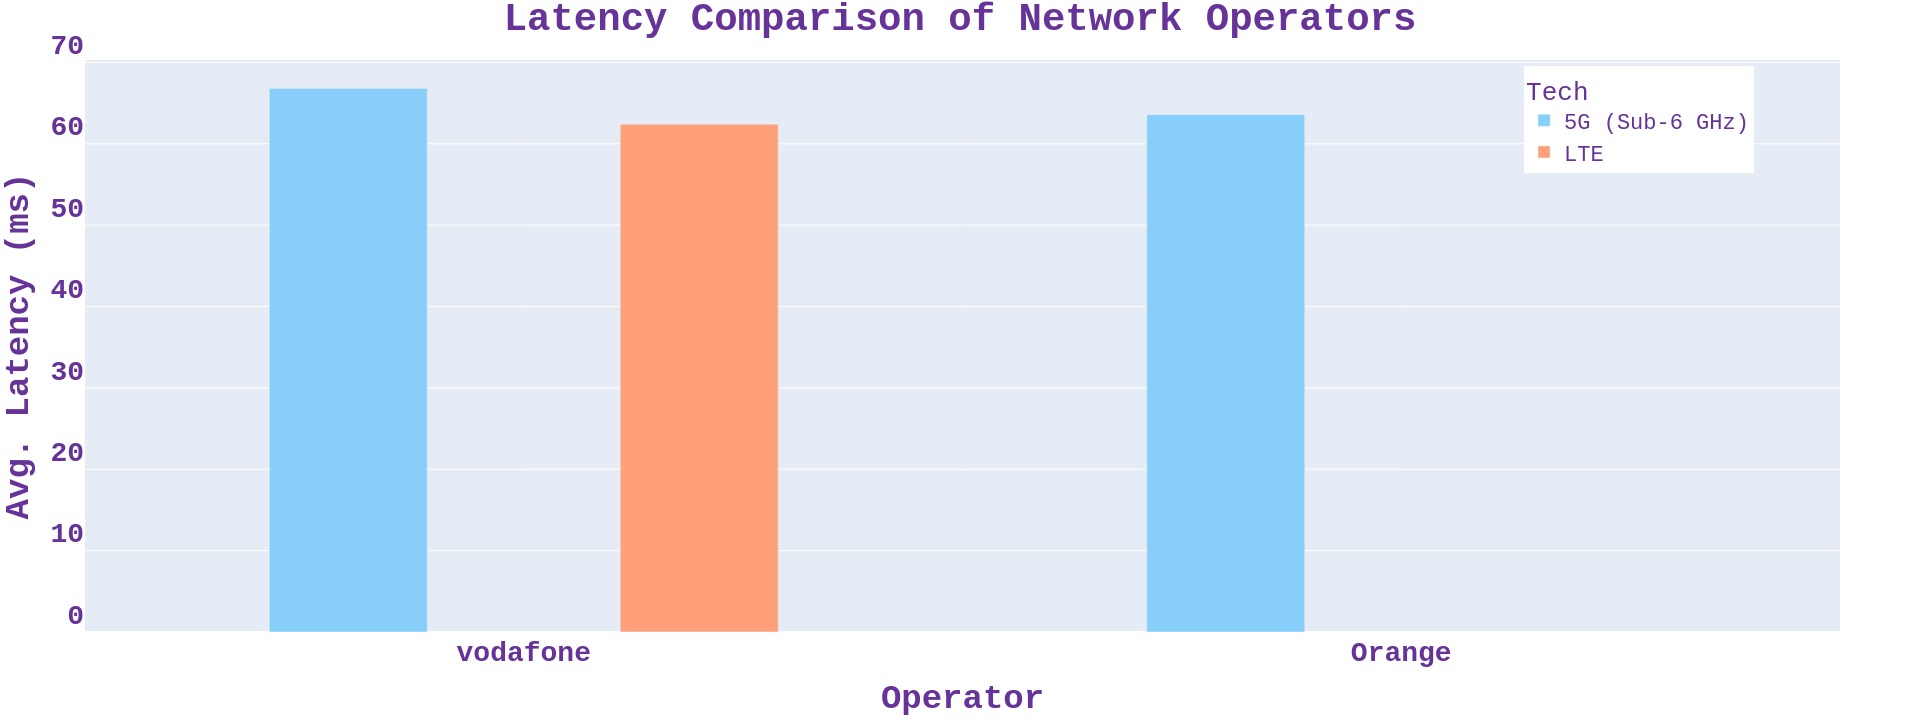 Latency Comparison of Network Operators
70
60
50
40
30
20
10
0
Avg. Latency (ms)
Tech
5G (Sub-6 GHz)
LTE
vodafone
Orange
Operator